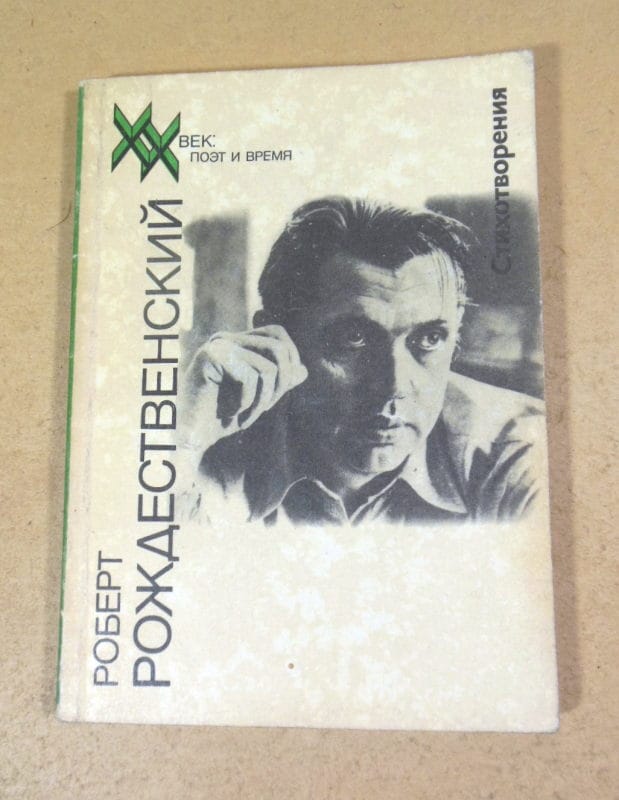 XX ВЕК:
ПОЭТ И ВРЕМЯ
РОБЕРТ
РОЖДЕСТВЕНСКИЙ
Стихотворения